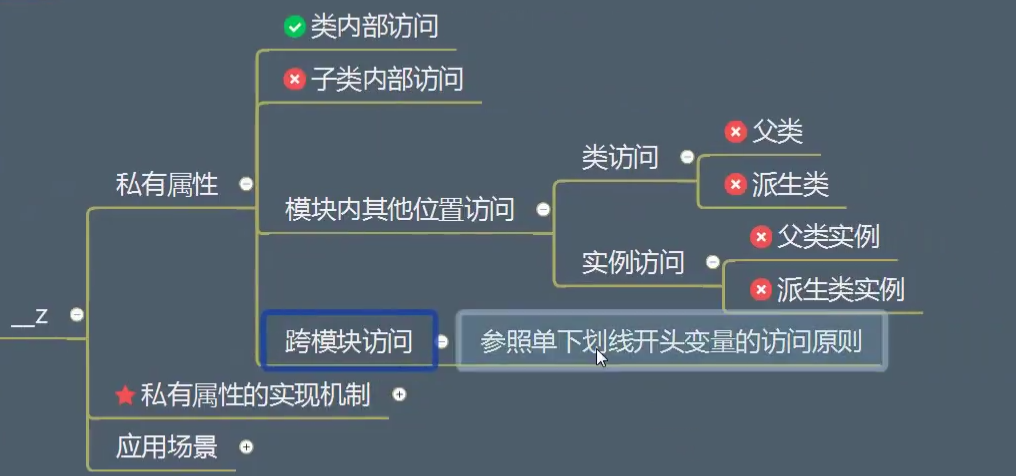 类内部访问
子类内部访问
父类
类访问
派生类
私有属性
模块内其他位置访问
父类实例
实例访问
派生类实例
__z
跨模块访问
参照单下划线开头变量的访问原则
私有属性的实现机制
应用场景